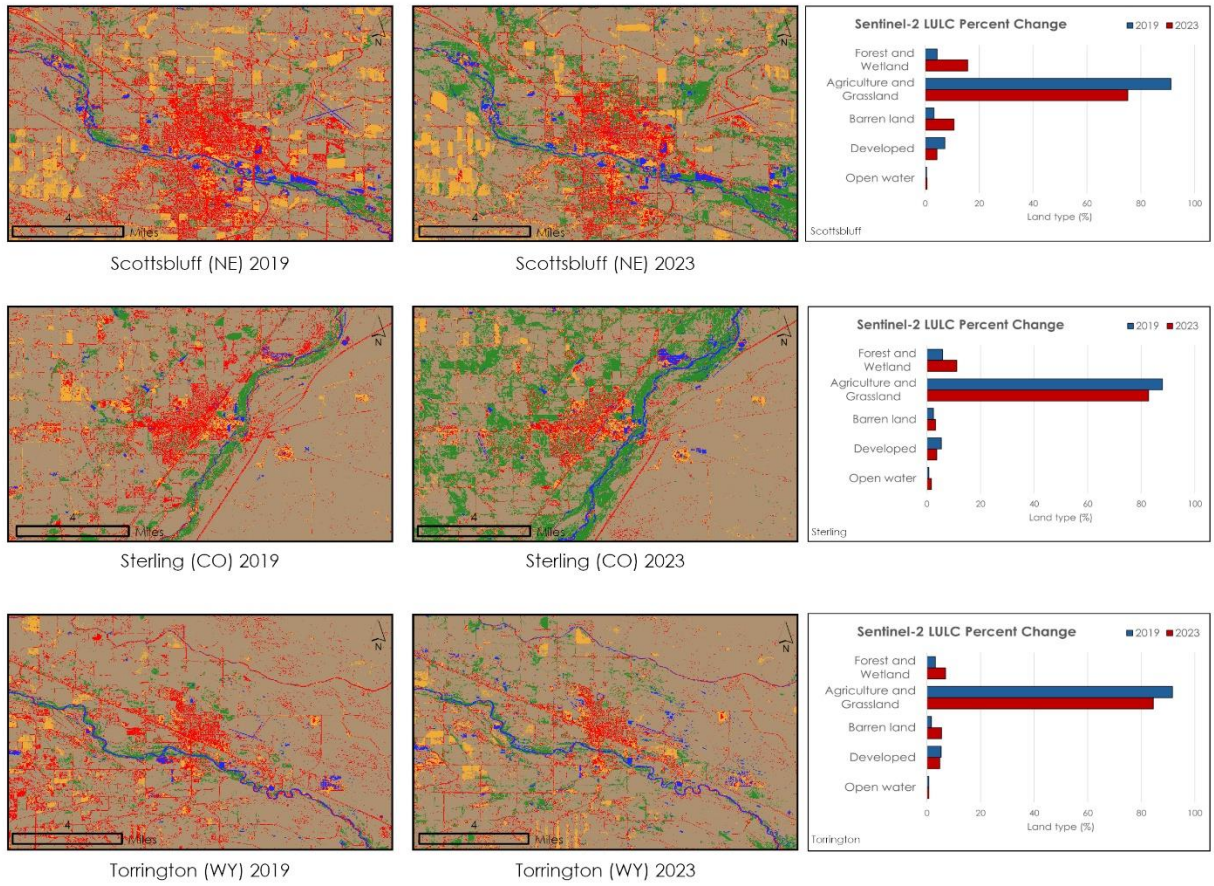 N
4
Miles
Scottsbluff (NE) 2019
N
4
Miles
Scottsbluff (NE) 2023
Sentinel-2 LULC Percent Change
2019 2023
Forest and
Wetland
Agriculture and
Grassland
Barren land
Developed
Open water
0 20 40 60 80 100
Land type (%)
Scottsbluff
N
4
Miles
Sterling (CO) 2019
N
4
Miles
Sterling (CO) 2023
Sentinel-2 LULC Percent Change
2019 2023
Forest and
Wetland
Agriculture and
Grassland
Barren land
Developed
Open water
0 20 40 60 80 100
Land type (%)
Sterling
N
4
Miles
Torrington (WY) 2019
N
4
Miles
Torrington (WY) 2023
Sentinel-2 LULC Percent Change
2019 2023
Forest and
Wetland
Agriculture and
Grassland
Barren land
Developed
Open water
0 20 40 60 80 100
Land type (%)
Torrington